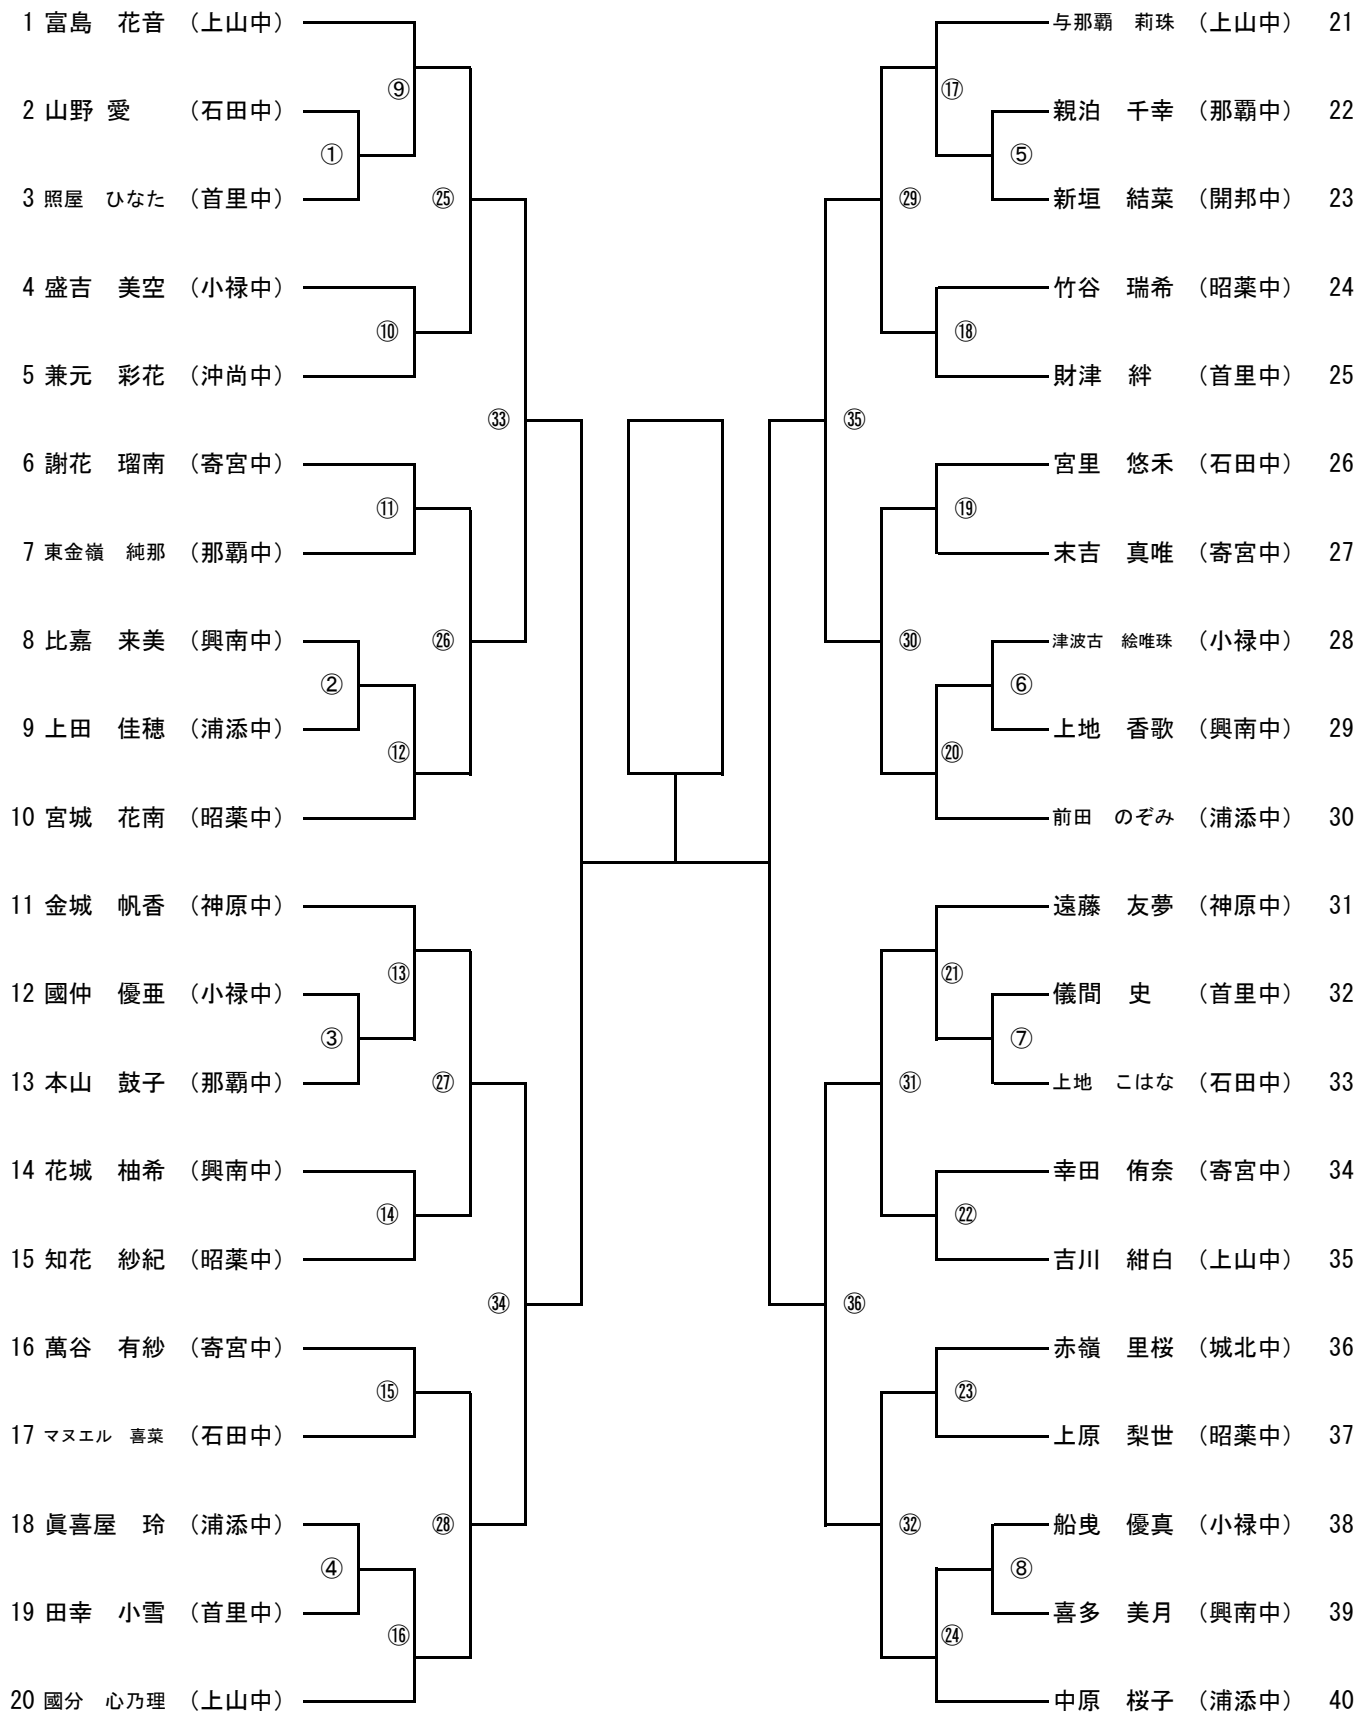 1 富島 花音 （上山中）
⑨
2 山野 愛 （石田中）
①
3 照屋 ひなた （首里中）
㉕
4 盛吉 美空 （小禄中）
⑩
5 兼元 彩花 （沖尚中）
㉝
6 謝花 瑠南 （寄宮中）
⑪
7 東金嶺 純那 （那覇中）
8 比嘉 来美 （興南中）
㉖
②
9 上田 佳穂 （浦添中）
⑫
10 宮城 花南 （昭薬中）
11 金城 帆香 （神原中）
⑬
12 國仲 優亜 （小禄中）
③
13 本山 鼓子 （那覇中）
㉗
14 花城 柚希 （興南中）
⑭
15 知花 紗紀 （昭薬中）
㉞
16 萬谷 有紗 （寄宮中）
⑮
17 マヌエル 喜菜 （石田中）
18 眞喜屋 玲 （浦添中）
㉘
④
19 田幸 小雪 （首里中）
⑯
20 國分 心乃理 （上山中）
与那覇 莉珠 （上山中） 21
⑰
親泊 千幸 （那覇中） 22
⑤
新垣 結菜 （開邦中） 23
㉙
竹谷 瑞希 （昭薬中） 24
⑱
財津 絆 （首里中） 25
㉟
宮里 悠禾 （石田中） 26
⑲
末吉 真唯 （寄宮中） 27
津波古 絵唯珠 （小禄中） 28
㉚
⑥
上地 香歌 （興南中） 29
⑳
前田 のぞみ （浦添中） 30
遠藤 友夢 （神原中） 31
㉑
儀間 史 （首里中） 32
⑦
上地 こはな （石田中） 33
㉛
幸田 侑奈 （寄宮中） 34
㉒
吉川 紺白 （上山中） 35
㊱
赤嶺 里桜 （城北中） 36
㉓
上原 梨世 （昭薬中） 37
船曵 優真 （小禄中） 38
㉜
⑧
喜多 美月 （興南中） 39
㉔
中原 桜子 （浦添中） 40